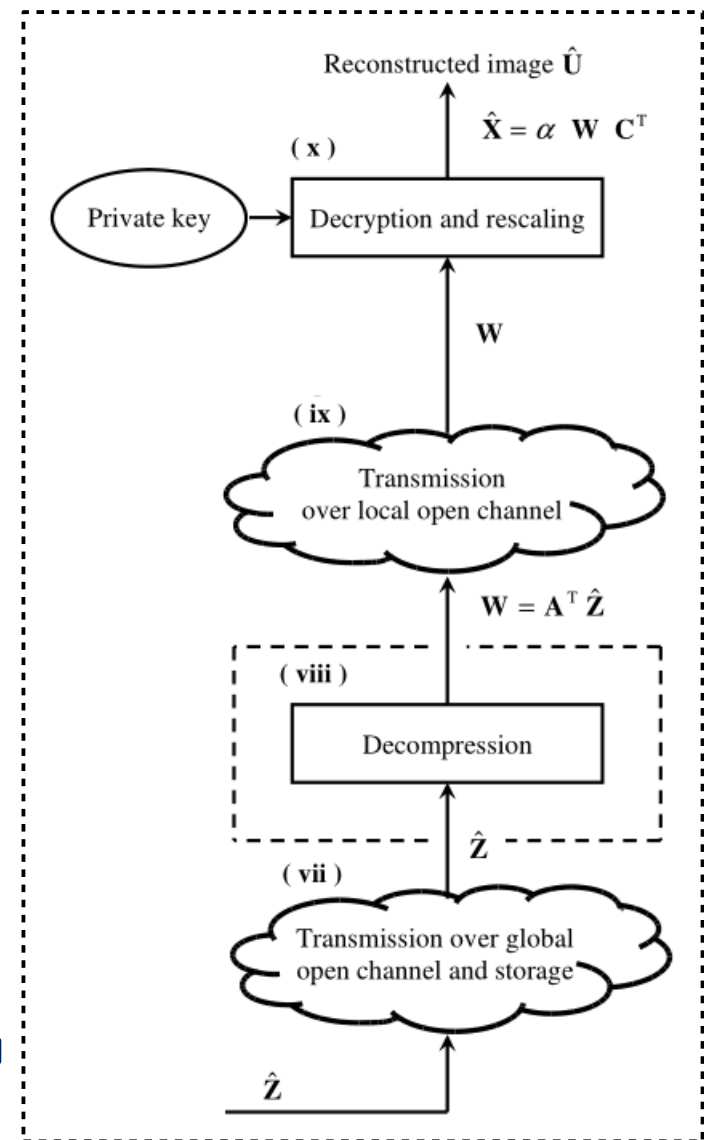 Reconstructed image Û
X̂ = α W Cᵀ
( x )
Private key
Decryption and rescaling
W
( ix )
Transmission
over local open channel
W = Aᵀ Ẑ
( viii )
Decompression
Ẑ
( vii )
Transmission over global
open channel and storage
Ẑ